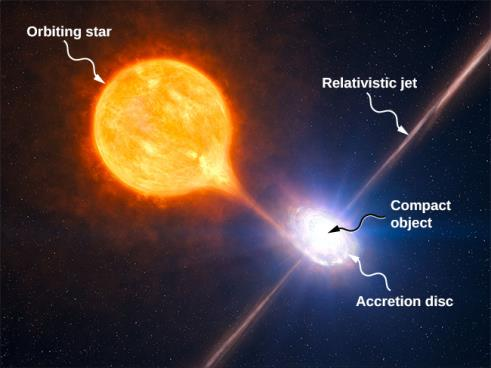 Orbiting star
Relativistic jet
Compact
object
Accretion disc